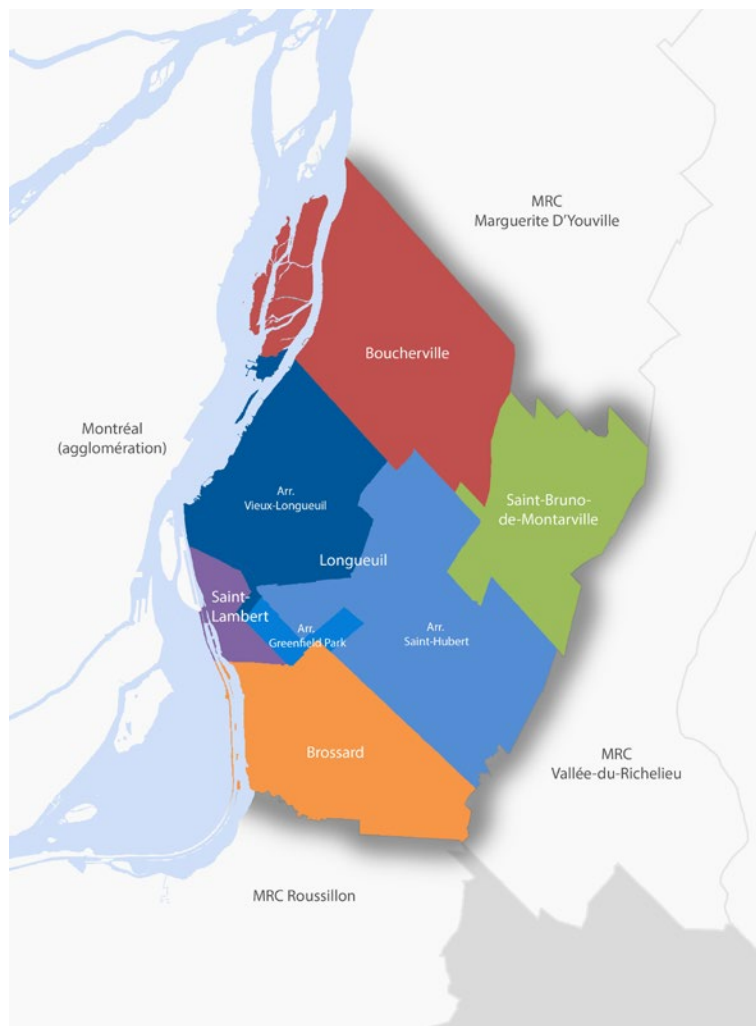 MRC
Marguerite D'Youville
Boucherville
Montréal
(agglomération)
Arr.
Vieux-Longueuil
Saint-Bruno-
de-Montarville
Longueuil
Saint-
Lambert
Arr.
Greenfield Park
Arr.
Saint-Hubert
Brossard
MRC
Vallée-du-Richelieu
MRC Roussillon